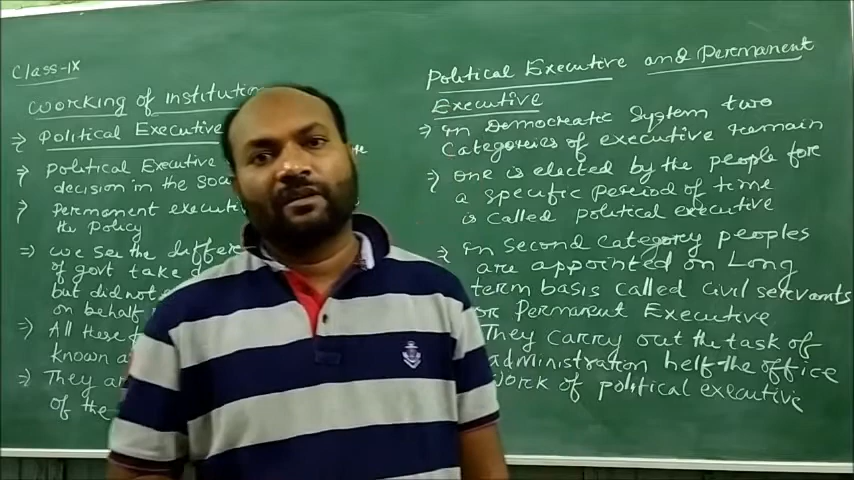 Class-IX
Working of Institution
Political Executive
Political Executive
decision in the
Permanent
the Policy
we see the
of govt take
but did not
on behalf
All these
known
They
of the
Political Executive and Permanent
Executive
in Democratic System two
Categories of executive remain
one is elected by the people for
a specific period of time
is called political executive
in second category peoples
are appointed on Long
term basis called civil servants
or Permanent Executive
They carry out the task of
administration help the office
work of political executive